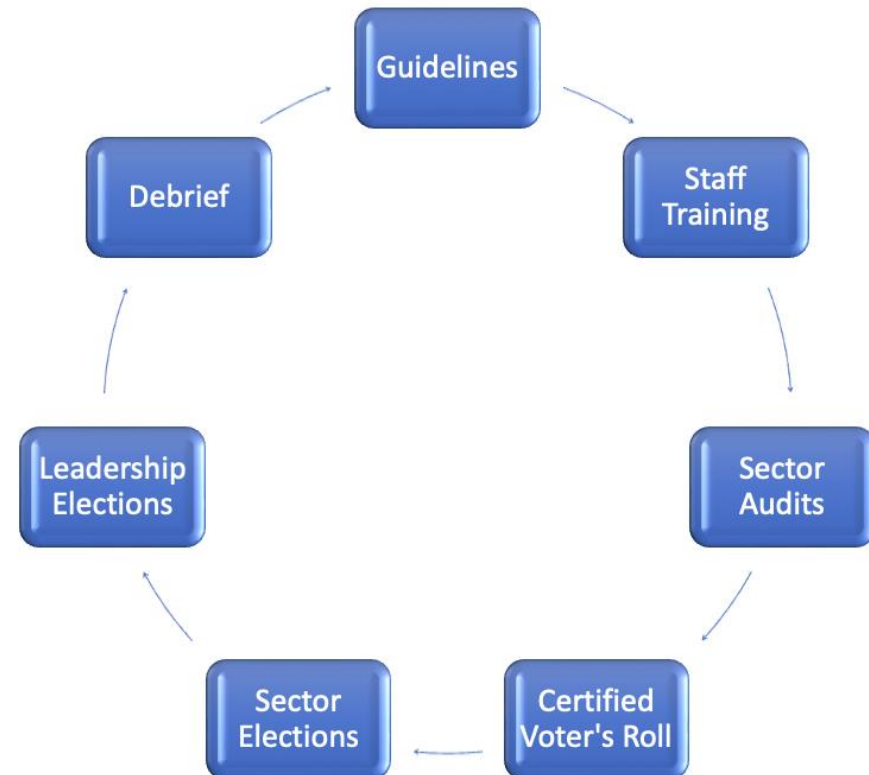 Guidelines
Staff
Training
Sector
Audits
Certified
Voter's Roll
Sector
Elections
Leadership
Elections
Debrief